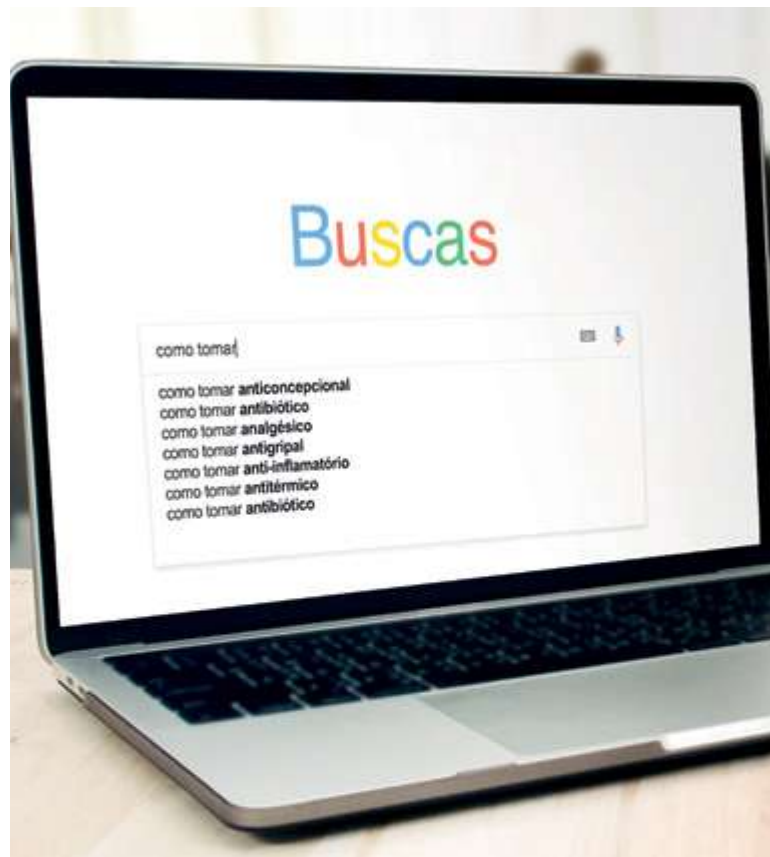 Buscas
como tomar
como tomar anticoncepcional
como tomar antibiótico
como tomar analgésico
como tomar antigripal
como tomar anti-inflamatório
como tomar antitérmico
como tomar antibiótico